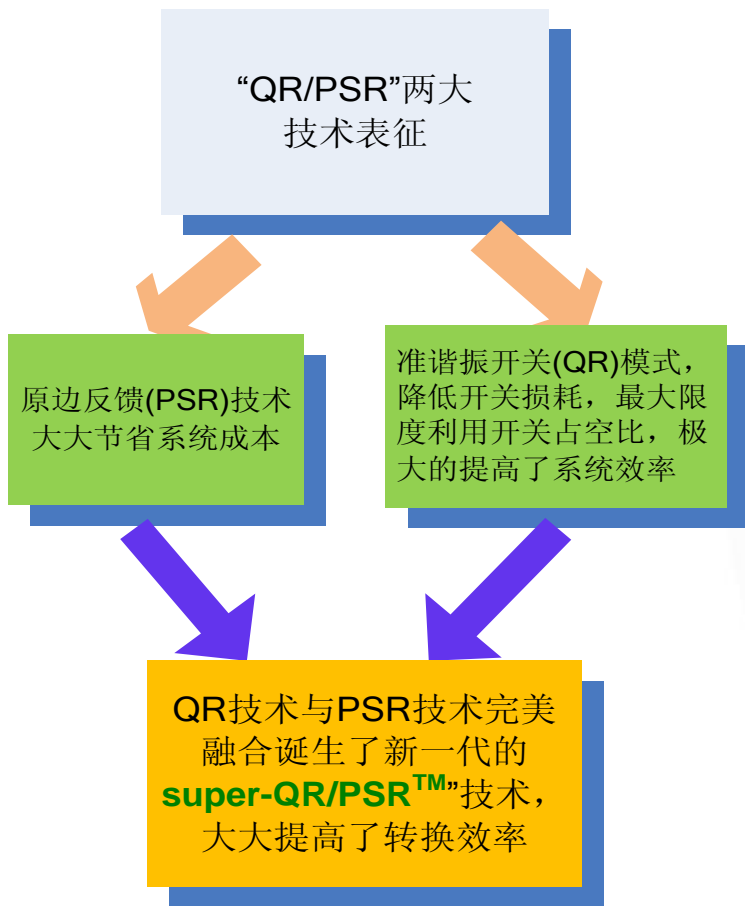 “QR/PSR”两大
技术表征
原边反馈(PSR)技术
大大节省系统成本
准谐振开关(QR)模式，
降低开关损耗，最大限
度利用开关占空比，极
大的提高了系统效率
QR技术与PSR技术完美
融合诞生了新一代的
super-QR/PSR™”技术，
大大提高了转换效率